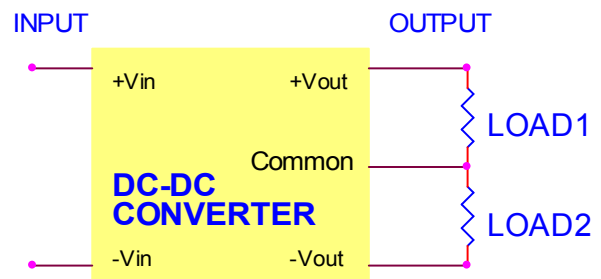 INPUT OUTPUT
+Vin +Vout
LOAD1
Common
DC-DC
CONVERTER
LOAD2
-Vin -Vout